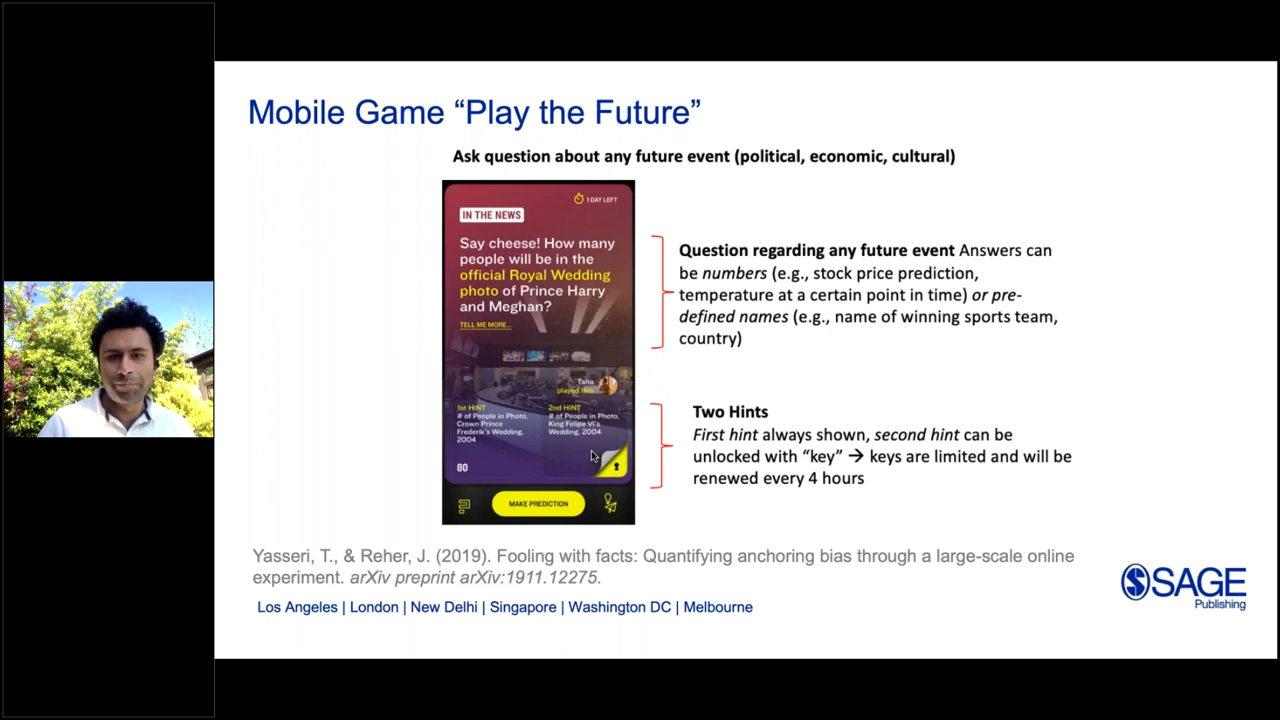 Mobile Game “Play the Future”
Ask question about any future event (political, economic, cultural)
1 DAY LEFT
IN THE NEWS
Say cheese! How many
people will be in the
official Royal Wedding
photo of Prince Harry
and Meghan?
TELL ME MORE...
Taha
played this
1st HINT
# of People in Photo,
Crown Prince
Frederik's Wedding,
2004
80
2nd HINT
# of People in Photo,
King Felipe VI's
Wedding, 2004
MAKE PREDICTION
Question regarding any future event Answers can
be numbers (e.g., stock price prediction,
temperature at a certain point in time) or pre-
defined names (e.g., name of winning sports team,
country)
Two Hints
First hint always shown, second hint can be
unlocked with “key” → keys are limited and will be
renewed every 4 hours
Yasseri, T., & Reher, J. (2019). Fooling with facts: Quantifying anchoring bias through a large-scale online
experiment. arXiv preprint arXiv:1911.12275.
Los Angeles | London | New Delhi | Singapore | Washington DC | Melbourne
SAGE
Publishing